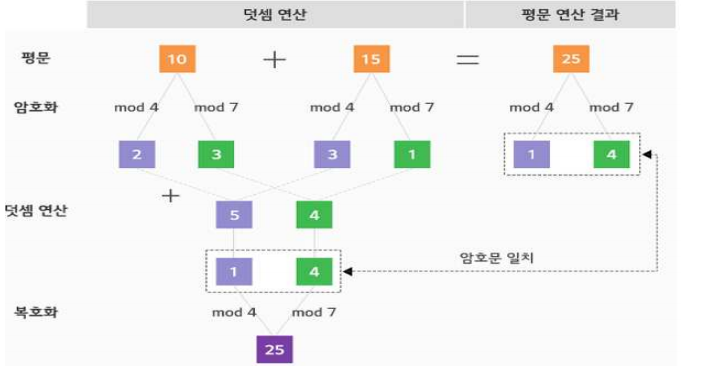 덧셈 연산 평문 연산 결과
평문 10 + 15 = 25
암호화 mod 4 mod 7 mod 4 mod 7 mod 4 mod 7
2 3 3 1 1 4
덧셈 연산 + 5 4
암호문 일치
1 4
복호화 mod 4 mod 7
25